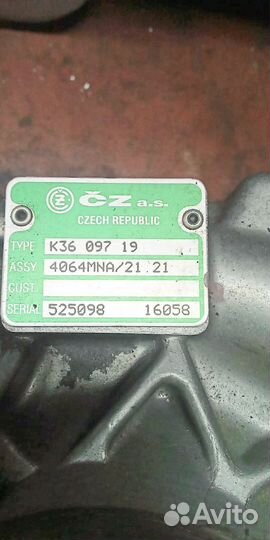 ČZ a.s.
CZECH REPUBLIC
TYPE K36 097 19
ASSY 4064MNA/21.21
CUST.
SERIAL 525098 16058
Avito